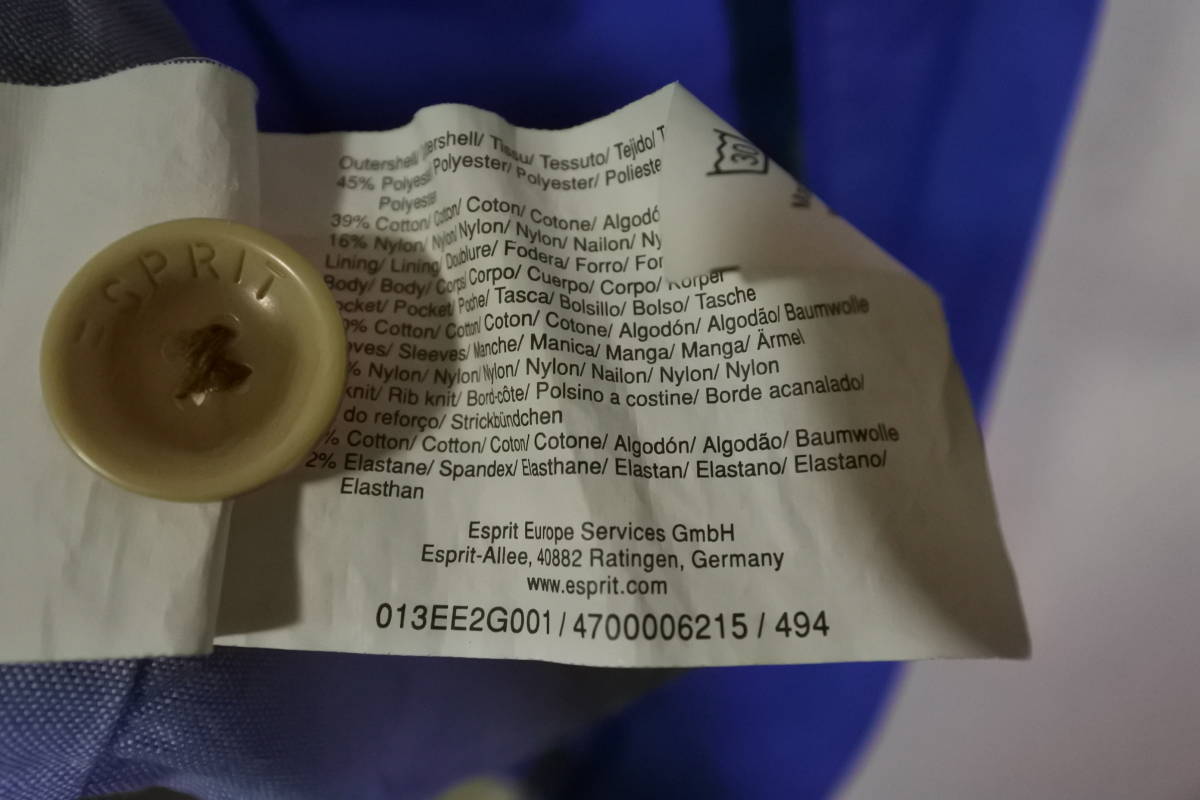 ESPRIT
30
Outershell/ Outershell/ Tissu/ Tessuto/ Tejido/
45% Polyester/ Polyester/ Polyester/
Polyester
39% Cotton/ Cotton/ Coton/ Cotone/
16% Nylon/ Nylon/ Nylon/ Nylon/ Nailon/
Lining/ Lining/ Doublure/ Fodera/ Forro/
Body/ Body/ Corps/ Corpo/ Cuerpo/ Corpo/ Körper
Pocket/ Pocket/ Poche/ Tasca/ Bolsillo/ Bolso/ Tasche
Cotton/ Cotton/ Coton/ Cotone/ Algodón/ Algodão/ Baumwolle
Sleeves/ Manche/ Manica/ Manga/ Manga/ Ärmel
% Nylon/ Nylon/ Nylon/ Nylon/ Nailon/ Nylon/ Nylon
knit/ Rib knit/ Bord-côte/ Polsino a costine/ Borde acanalado/
do reforço/ Strickbündchen
% Cotton/ Cotton/ Coton/ Cotone/ Algodón/ Algodão/ Baumwolle
2% Elastane/ Spandex/ Elasthane/ Elastan/ Elastano/ Elastano/
Elasthan
Esprit Europe Services GmbH
Esprit-Allee, 40882 Ratingen, Germany
www.esprit.com
013EE2G001 / 4700006215 / 494